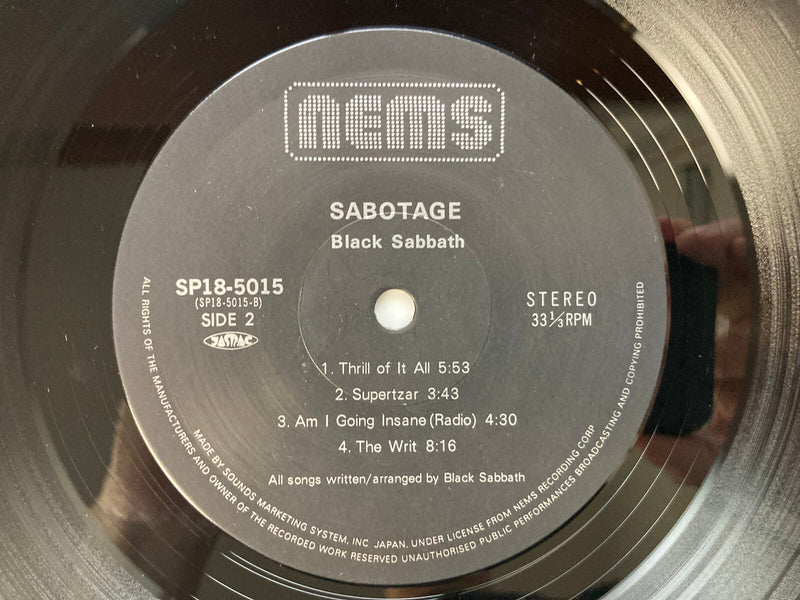 nems
SABOTAGE
Black Sabbath
SP18-5015
(SP18-5015-B)
SIDE 2
JASRAC
STEREO
33⅓RPM
1. Thrill of It All 5:53
2. Supertzar 3:43
3. Am I Going Insane (Radio) 4:30
4. The Writ 8:16
All songs written/arranged by Black Sabbath
MADE BY SOUNDS MARKETING SYSTEM, INC JAPAN. UNDER LICENSE FROM NEMS RECORDING CORP
ALL RIGHTS OF THE MANUFACTURERS AND OWNER OF THE RECORDED WORK RESERVED UNAUTHORISED PUBLIC PERFORMANCES BROADCASTING AND COPYING PROHIBITED